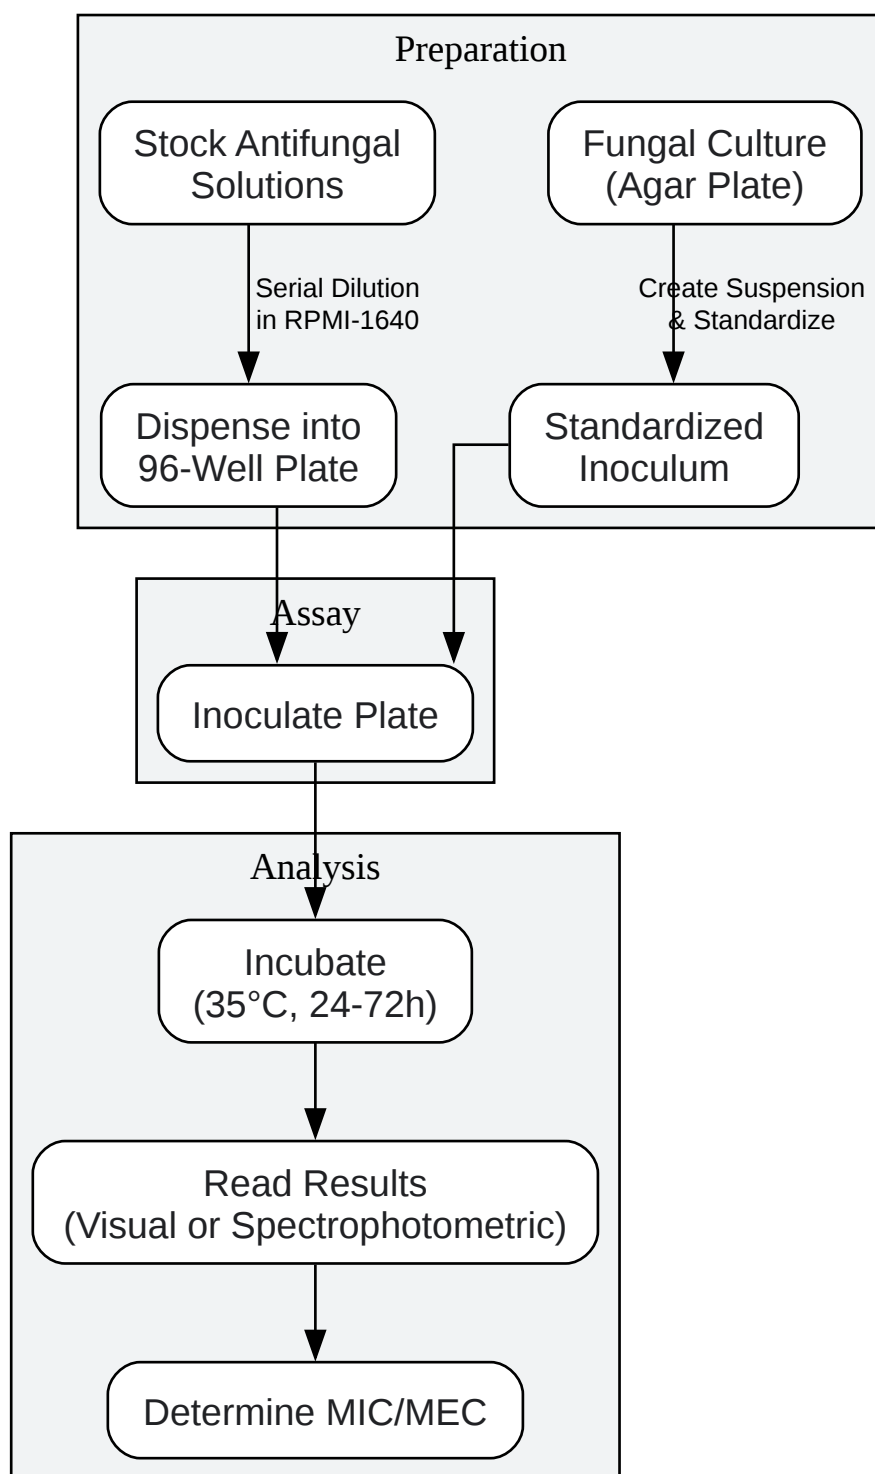 Preparation
Stock Antifungal
Solutions
Fungal Culture
(Agar Plate)
Serial Dilution
in RPMI-1640
Create Suspension
& Standardize
Dispense into
96-Well Plate
Standardized
Inoculum
Assay
Inoculate Plate
Analysis
Incubate
(35°C, 24-72h)
Read Results
(Visual or Spectrophotometric)
Determine MIC/MEC